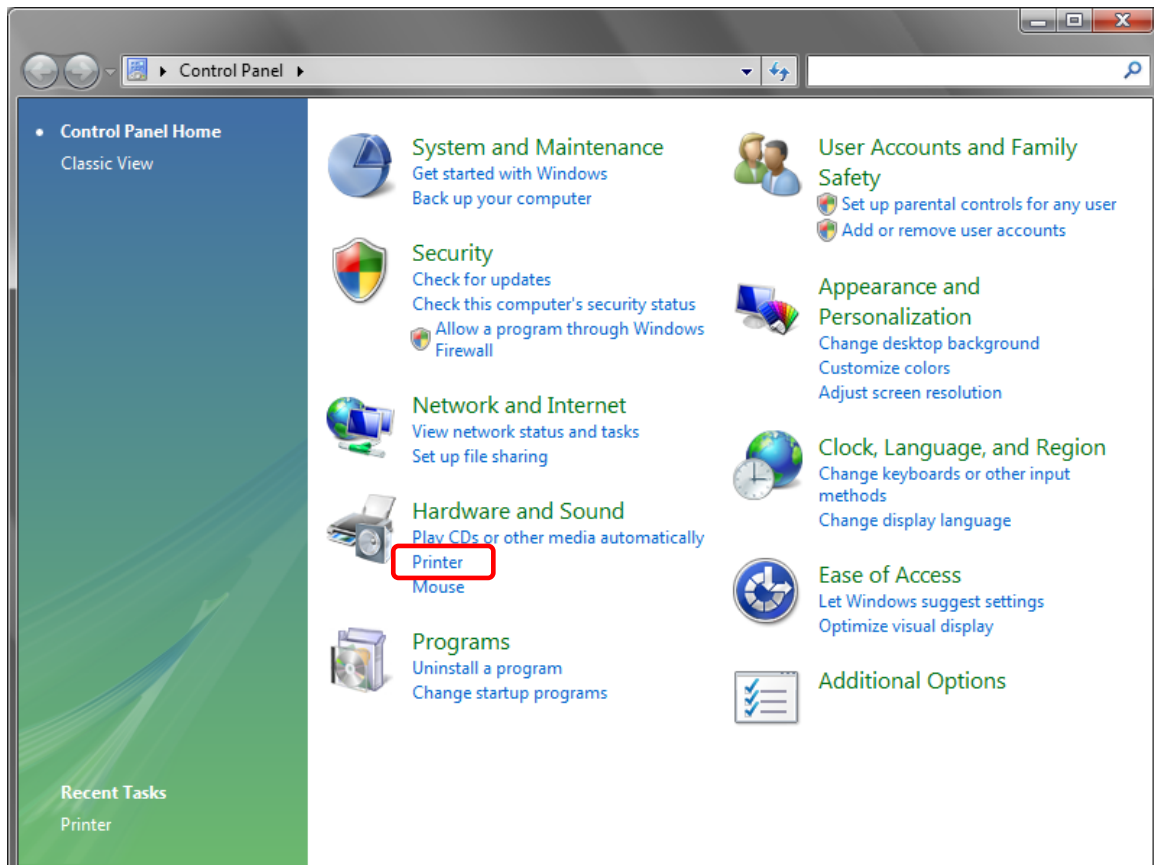 Control Panel
Control Panel Home
Classic View
System and Maintenance
Get started with Windows
Back up your computer
Security
Check for updates
Check this computer's security status
Allow a program through Windows
Firewall
Network and Internet
View network status and tasks
Set up file sharing
Hardware and Sound
Play CDs or other media automatically
Printer
Mouse
Programs
Uninstall a program
Change startup programs
User Accounts and Family
Safety
Set up parental controls for any user
Add or remove user accounts
Appearance and
Personalization
Change desktop background
Customize colors
Adjust screen resolution
Clock, Language, and Region
Change keyboards or other input
methods
Change display language
Ease of Access
Let Windows suggest settings
Optimize visual display
Additional Options
Recent Tasks
Printer